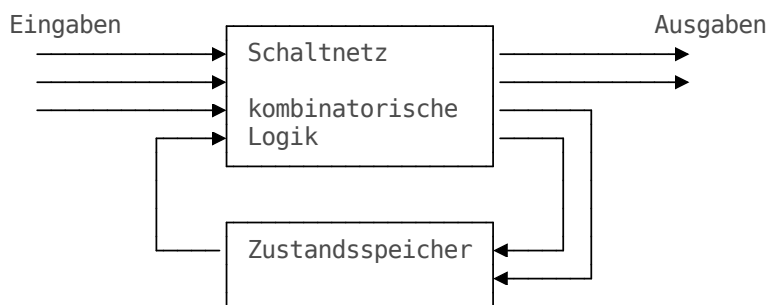 Eingaben
Ausgaben
Schaltnetz
kombinatorische
Logik
Zustandsspeicher